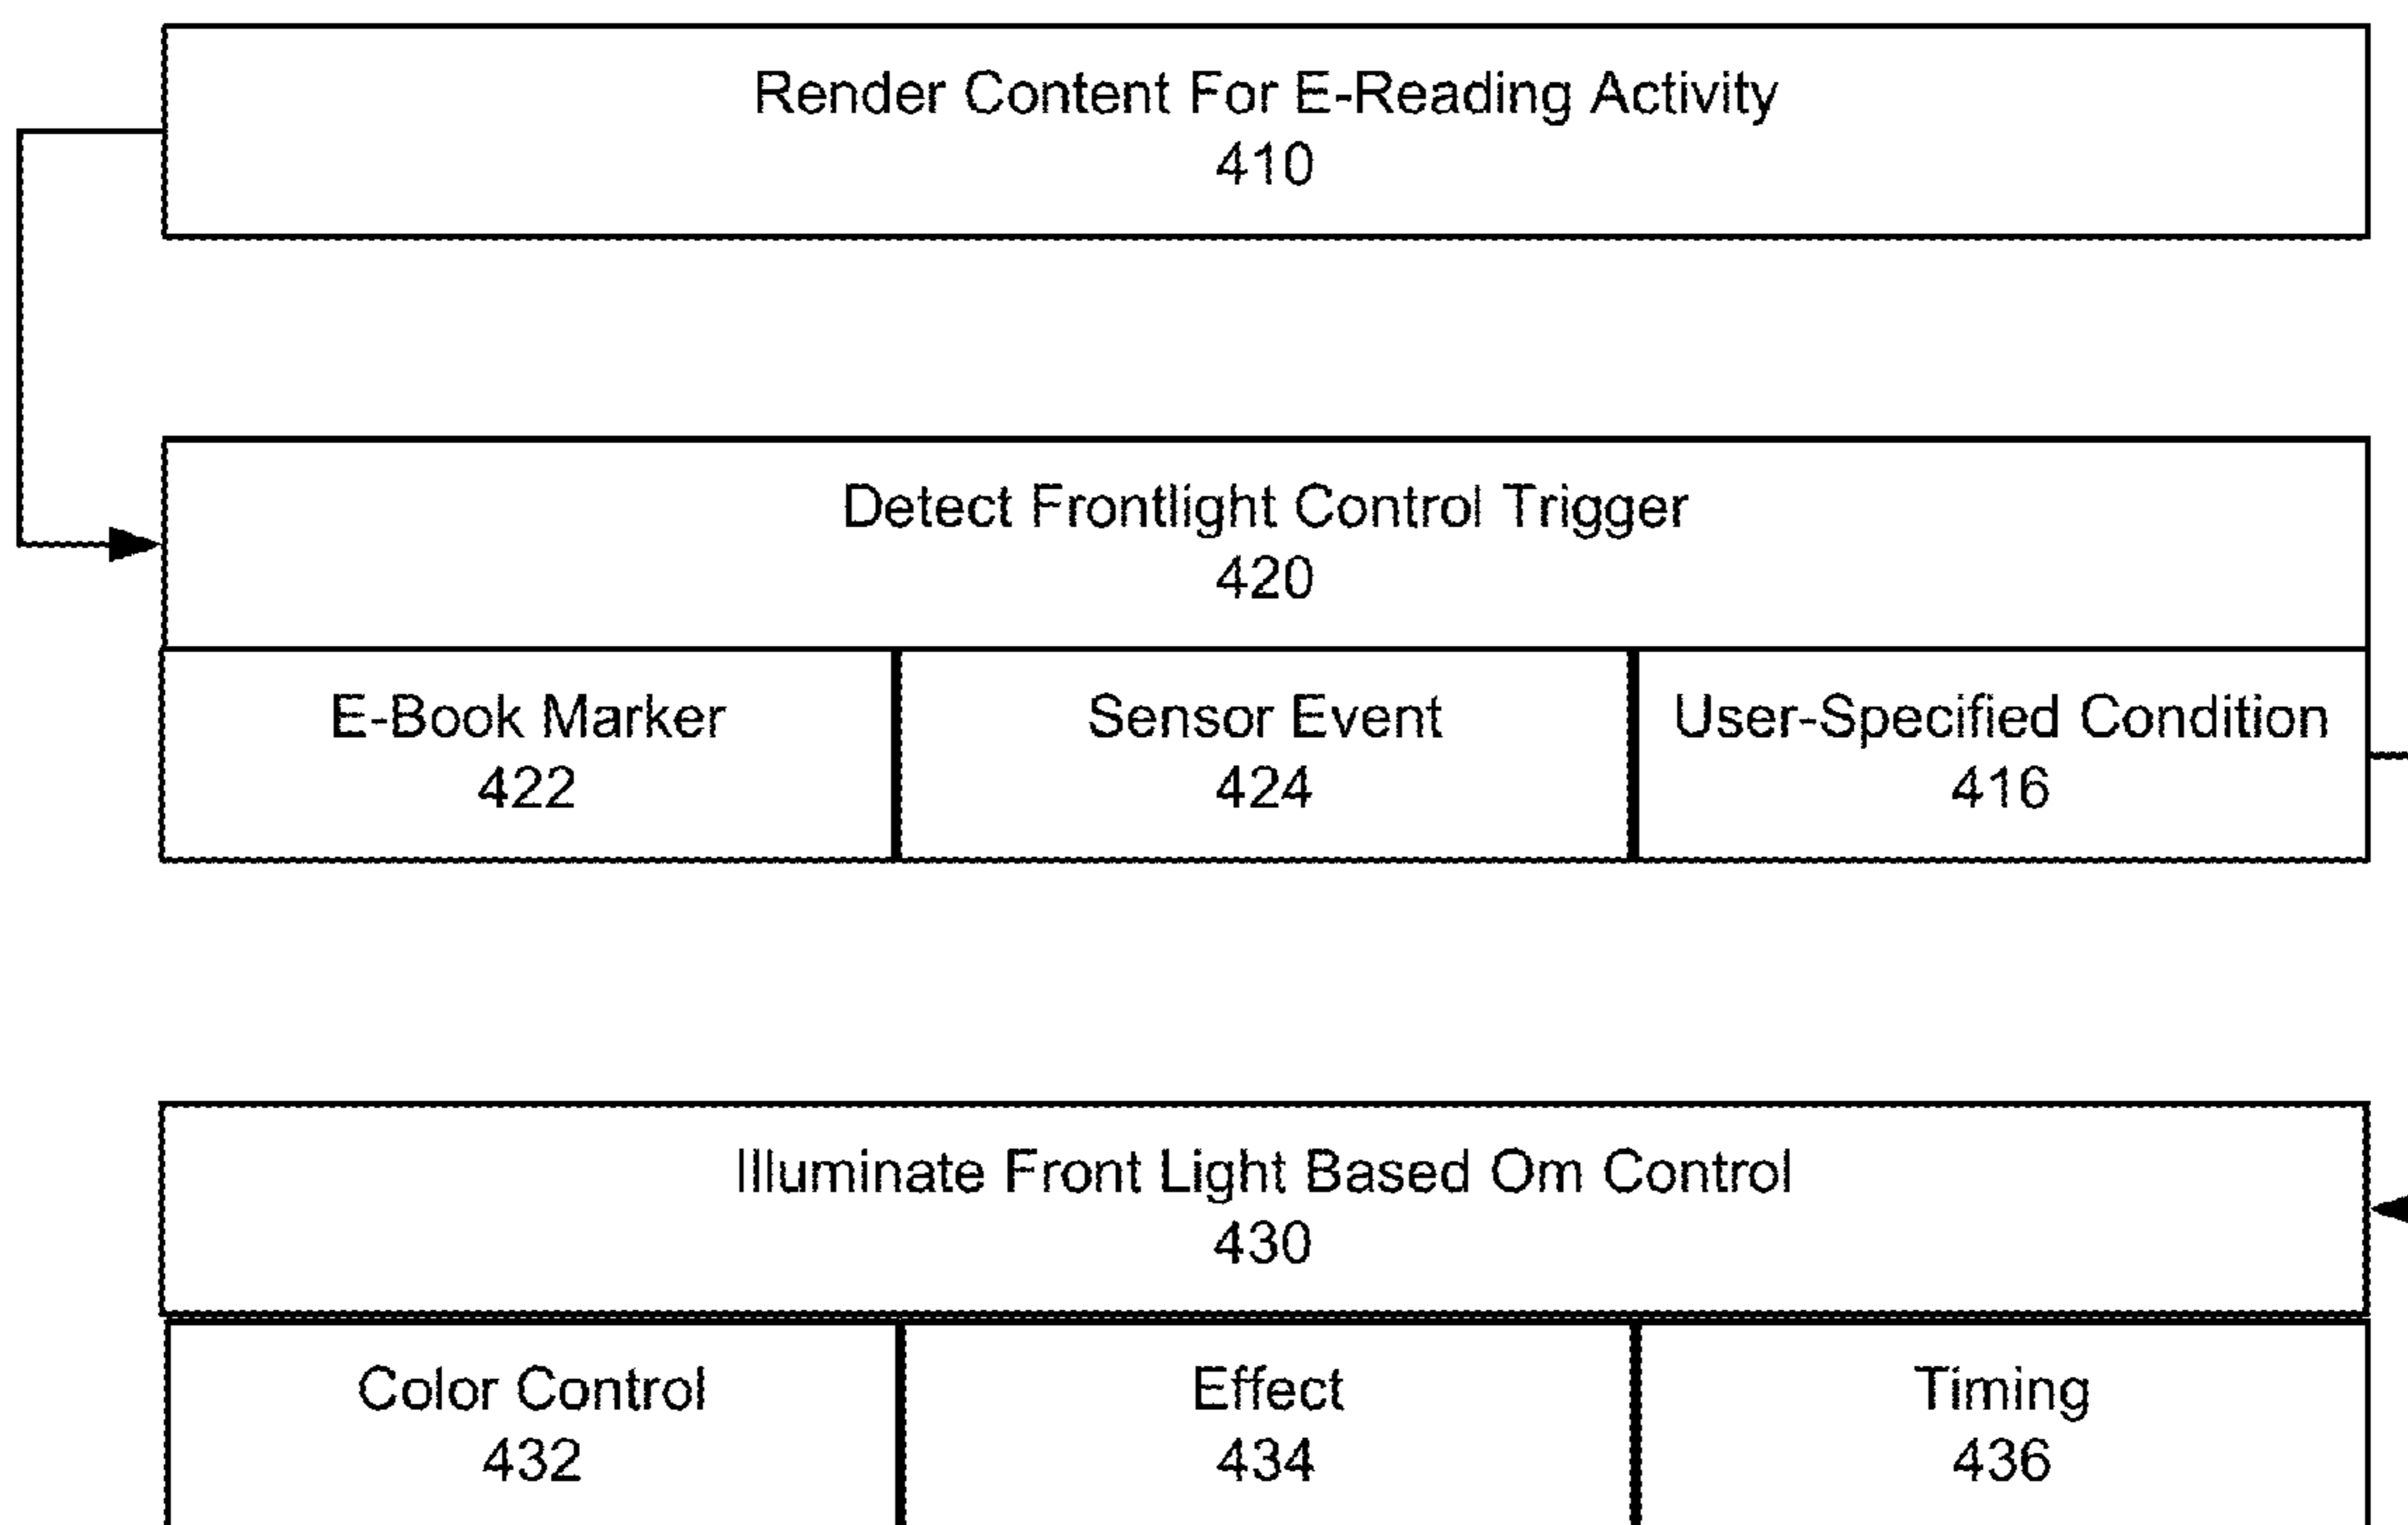 Render Content For E-Reading Activity
410
Detect Frontlight Control Trigger
420
E-Book Marker
422
Sensor Event
424
User-Specified Condition
416
Illuminate Front Light Based Om Control
430
Color Control
432
Effect
434
Timing
436